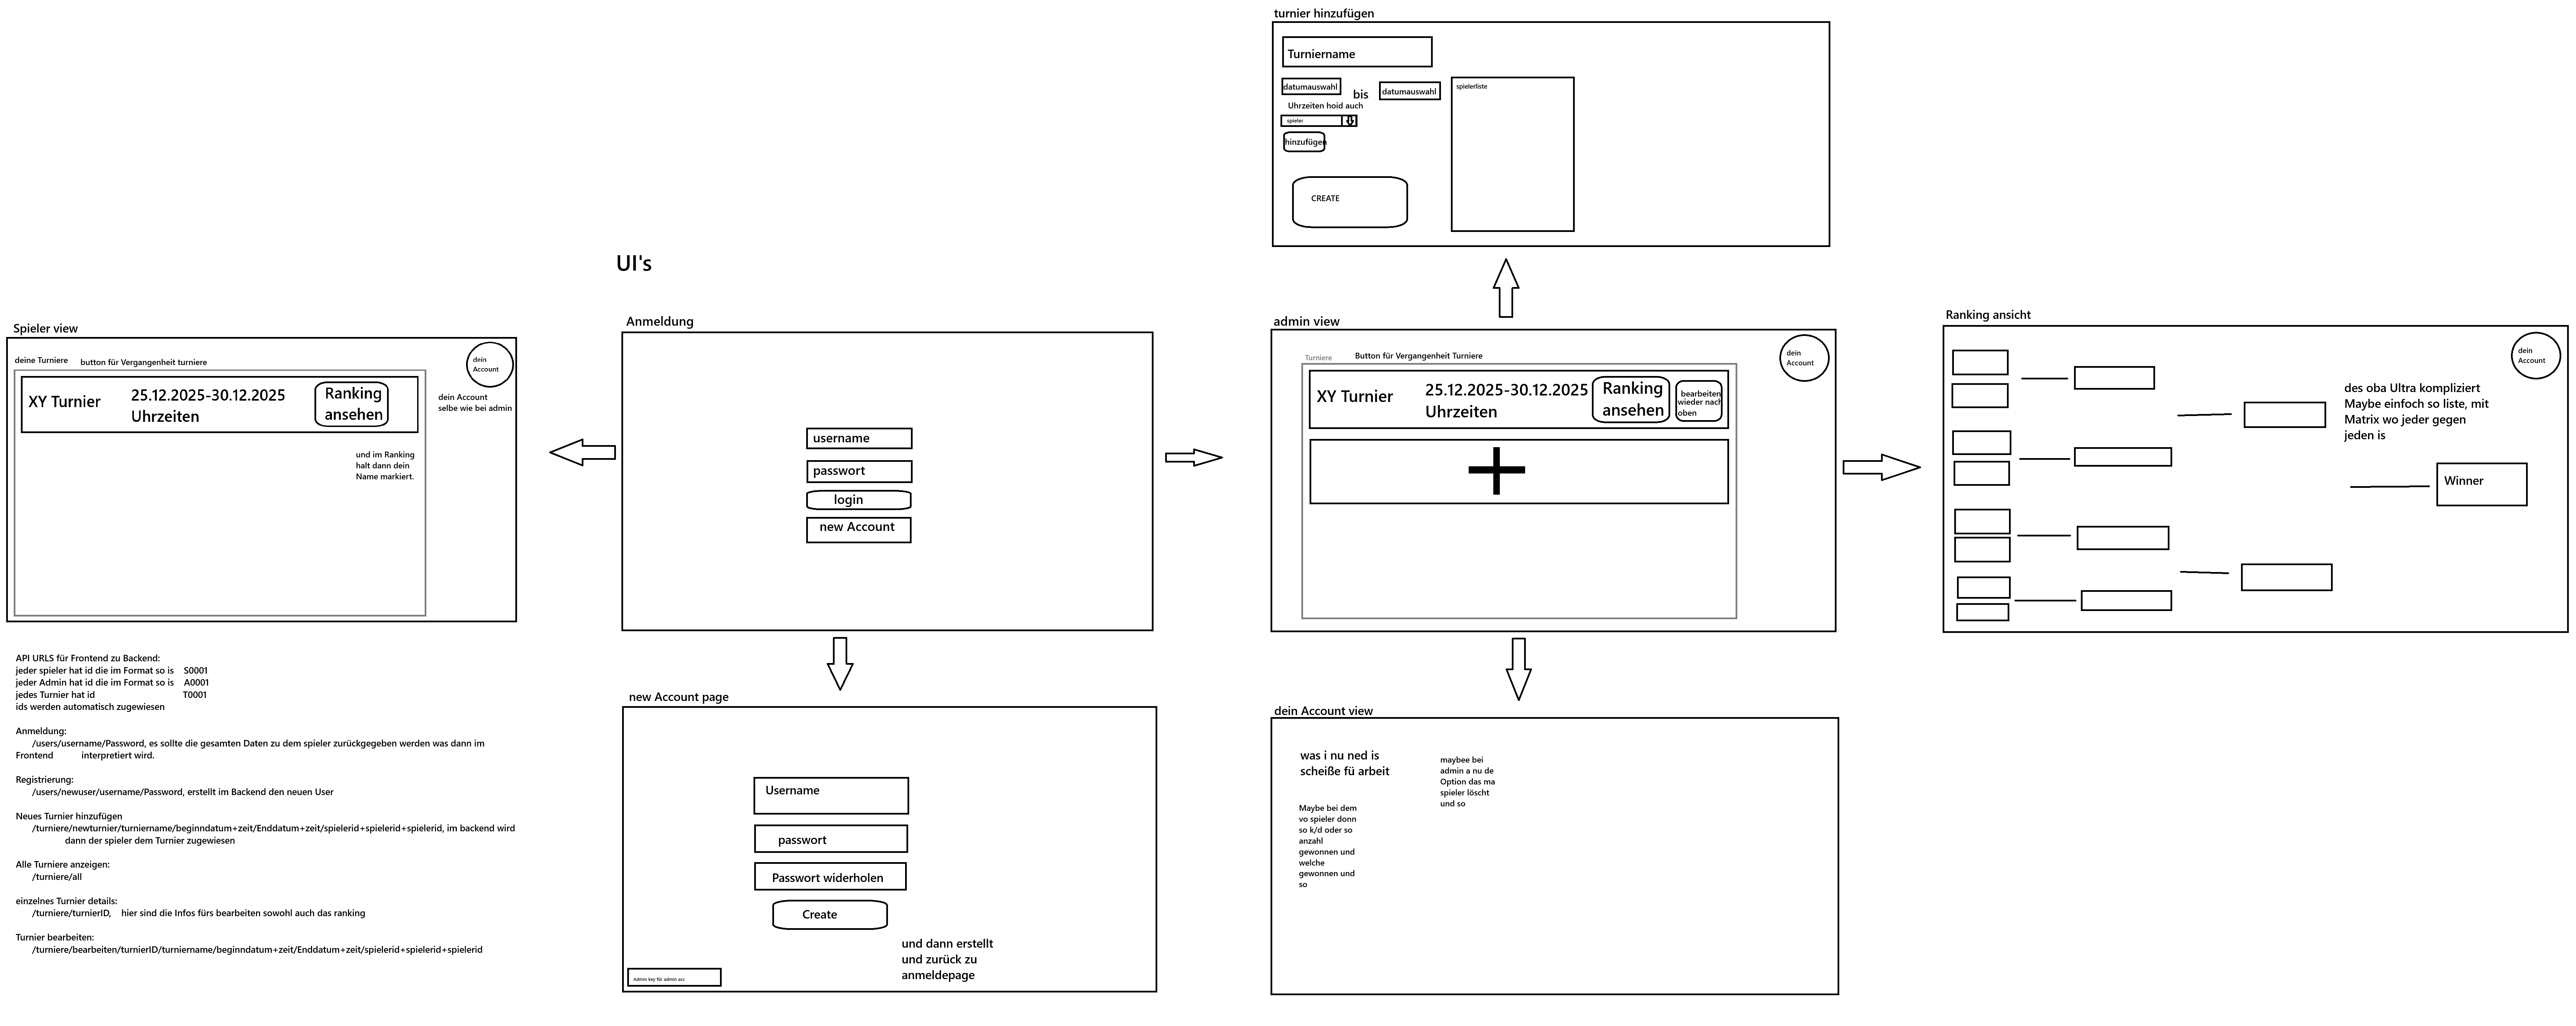 turnier hinzufügen
Turniername
datumauswahl
bis
datumauswahl
Uhrzeiten hoid auch
spieler
hinzufügen
CREATE
spielerliste
UI's
Spieler view
deine Turniere
button für Vergangenheit turniere
dein
Account
XY Turnier
25.12.2025-30.12.2025
Uhrzeiten
Ranking
ansehen
dein Account
selbe wie bei admin
und im Ranking
halt dann dein
Name markiert.
Anmeldung
username
passwort
login
new Account
admin view
Turniere
Button für Vergangenheit Turniere
dein
Account
XY Turnier
25.12.2025-30.12.2025
Uhrzeiten
Ranking
ansehen
bearbeiten
wieder nach
oben
Ranking ansicht
dein
Account
des oba Ultra kompliziert
Maybe einfoch so liste, mit
Matrix wo jeder gegen
jeden is
Winner
API URLS für Frontend zu Backend:
jeder spieler hat id die im Format so is S0001
jeder Admin hat id die im Format so is A0001
jedes Turnier hat id T0001
ids werden automatisch zugewiesen
Anmeldung:
/users/username/Password, es sollte die gesamten Daten zu dem spieler zurückgegeben werden was dann im
Frontend interpretiert wird.
Registrierung:
/users/newuser/username/Password, erstellt im Backend den neuen User
Neues Turnier hinzufügen
/turniere/newturnier/turniername/beginndatum+zeit/Enddatum+zeit/spielerid+spielerid+spielerid, im backend wird
dann der spieler dem Turnier zugewiesen
Alle Turniere anzeigen:
/turniere/all
einzelnes Turnier details:
/turniere/turnierID, hier sind die Infos fürs bearbeiten sowohl auch das ranking
Turnier bearbeiten:
/turniere/bearbeiten/turnierID/turniername/beginndatum+zeit/Enddatum+zeit/spielerid+spielerid+spielerid
new Account page
Username
passwort
Passwort widerholen
Create
und dann erstellt
und zurück zu
anmeldepage
Admin key für admin acc
dein Account view
was i nu ned is
scheiße fü arbeit
maybee bei
admin a nu de
Option das ma
spieler löscht
und so
Maybe bei dem
vo spieler donn
so k/d oder so
anzahl
gewonnen und
welche
gewonnen und
so